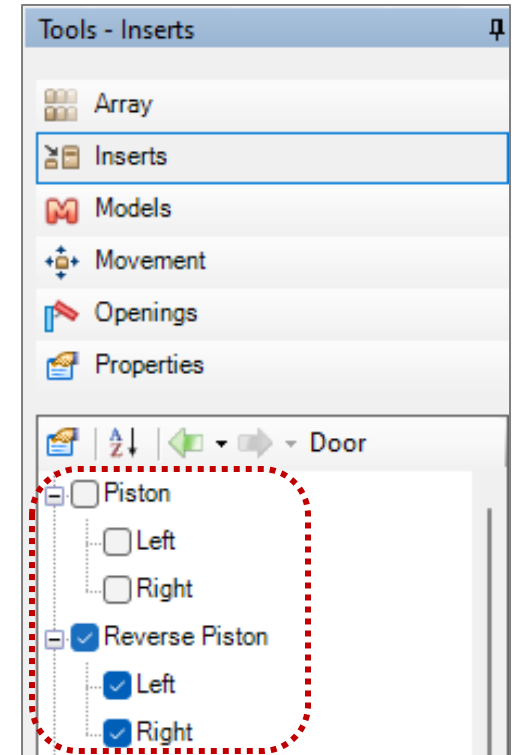 Tools - Inserts
Array
Inserts
Models
Movement
Openings
Properties
Door
Piston
Left
Right
Reverse Piston
Left
Right